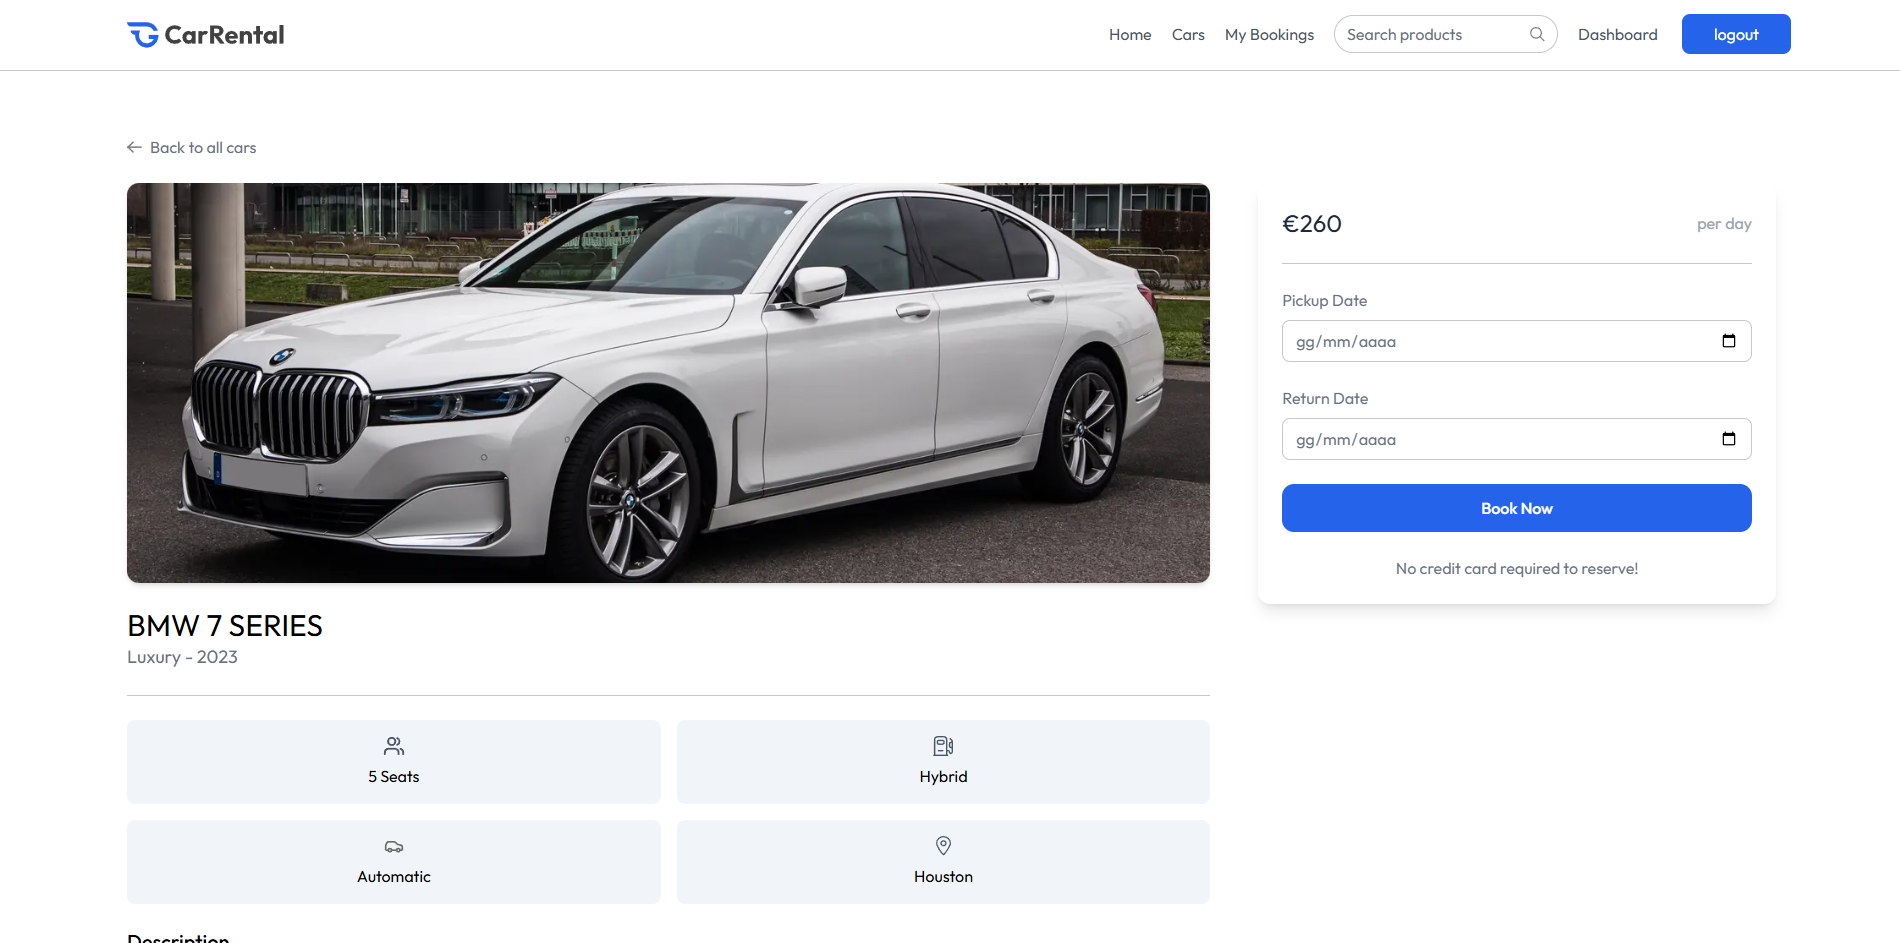 CarRental
Home
Cars
My Bookings
Search products
Dashboard
logout
Back to all cars
BMW 7 SERIES
Luxury - 2023
5 Seats
Hybrid
Automatic
Houston
Description
€260
per day
Pickup Date
gg/mm/aaaa
Return Date
gg/mm/aaaa
Book Now
No credit card required to reserve!